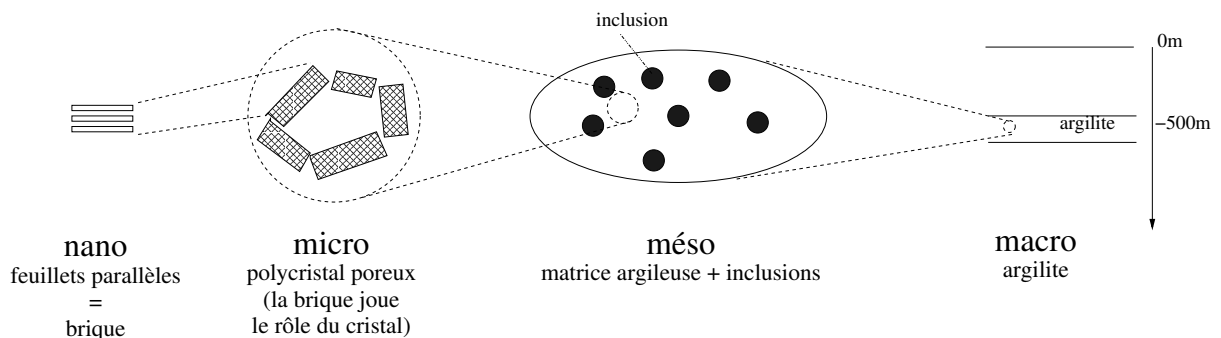 inclusion
0m
argilite
−500m
nano
feuillets parallèles
=
brique
micro
polycristal poreux
(la brique joue
le rôle du cristal)
méso
matrice argileuse + inclusions
macro
argilite